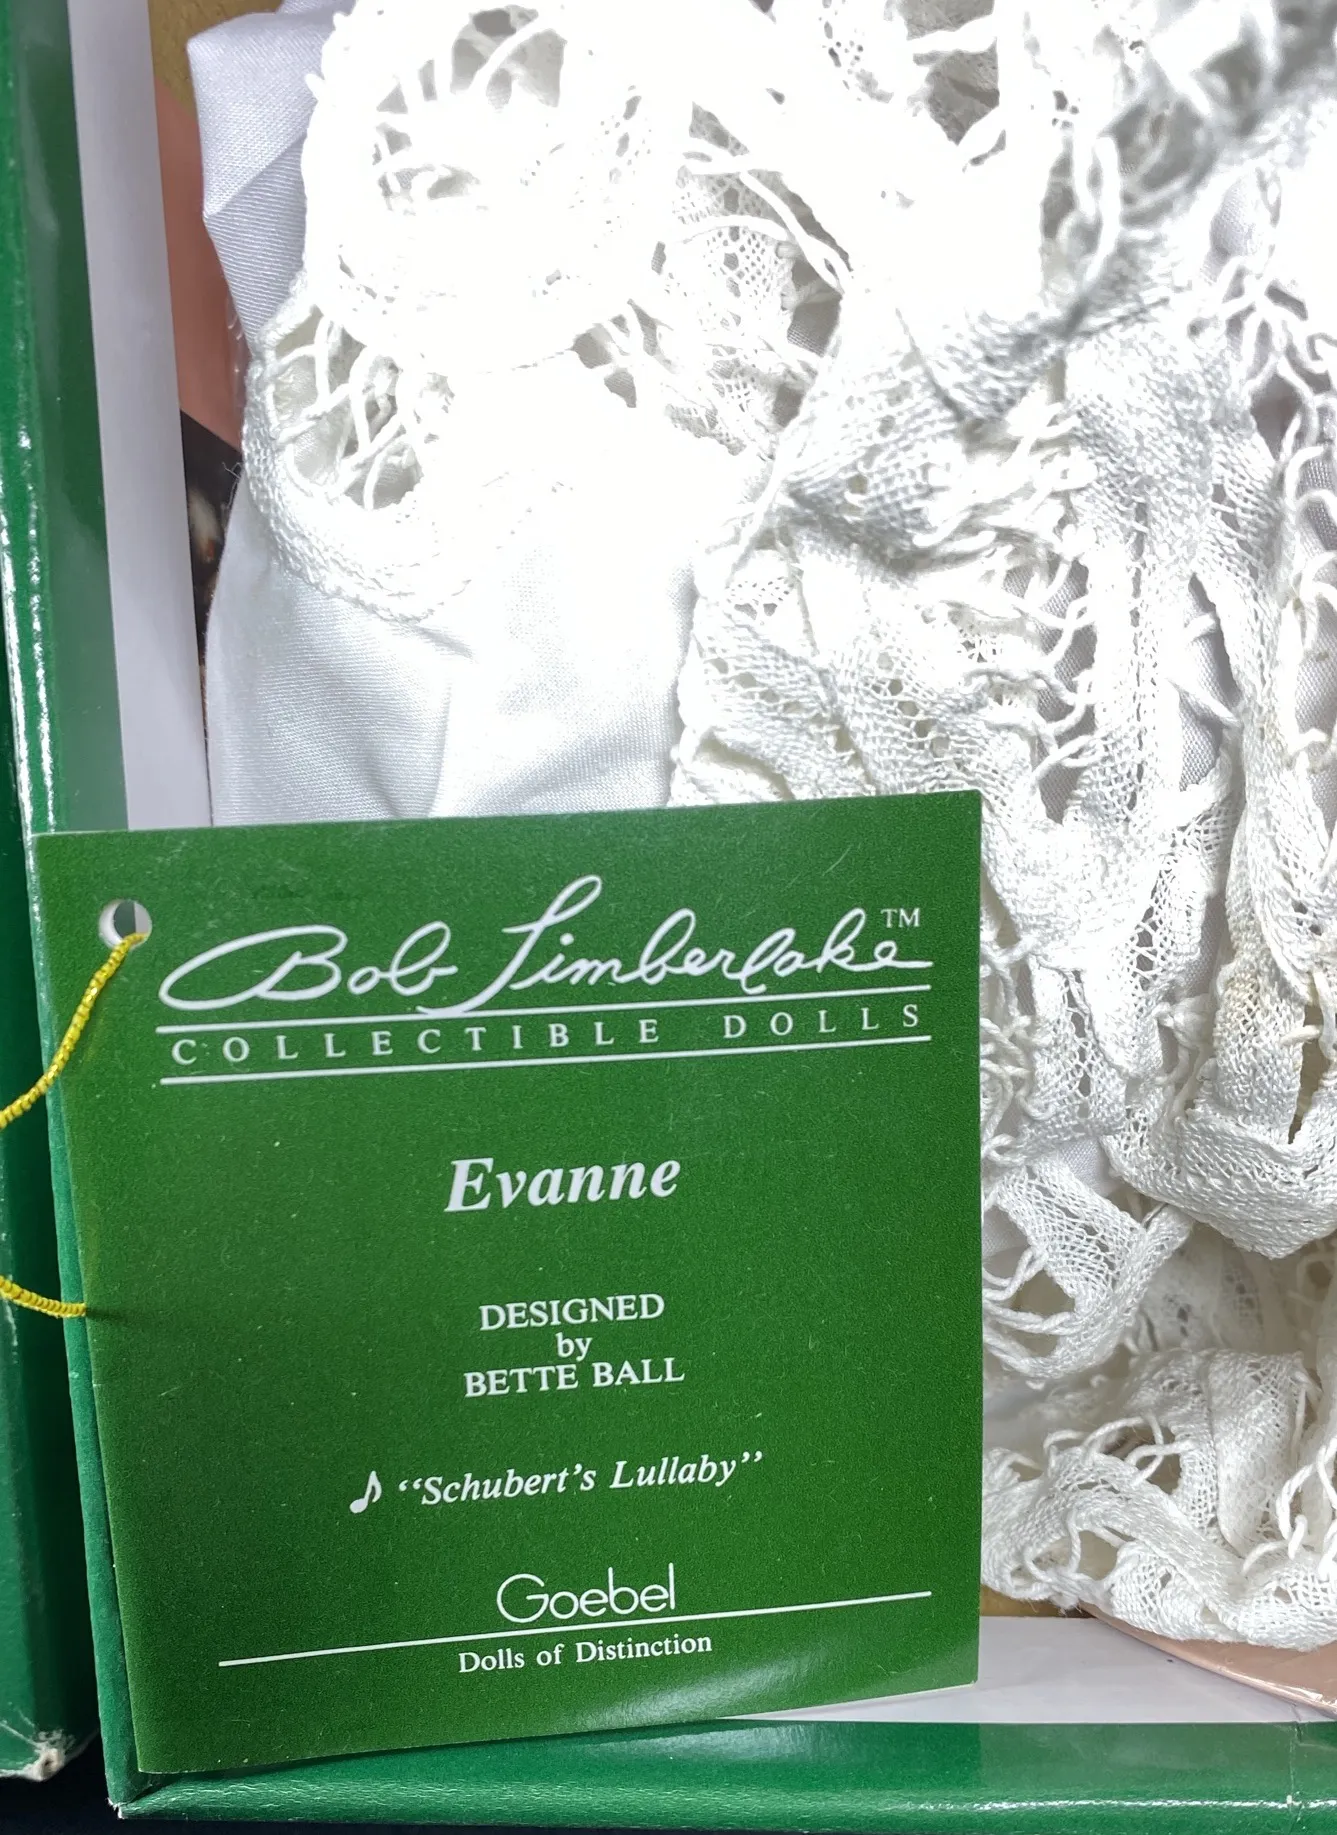 Bob Timberlake™
COLLECTIBLE DOLLS
Evanne
DESIGNED
by
BETTE BALL
♪ “Schubert’s Lullaby”
Goebel
Dolls of Distinction